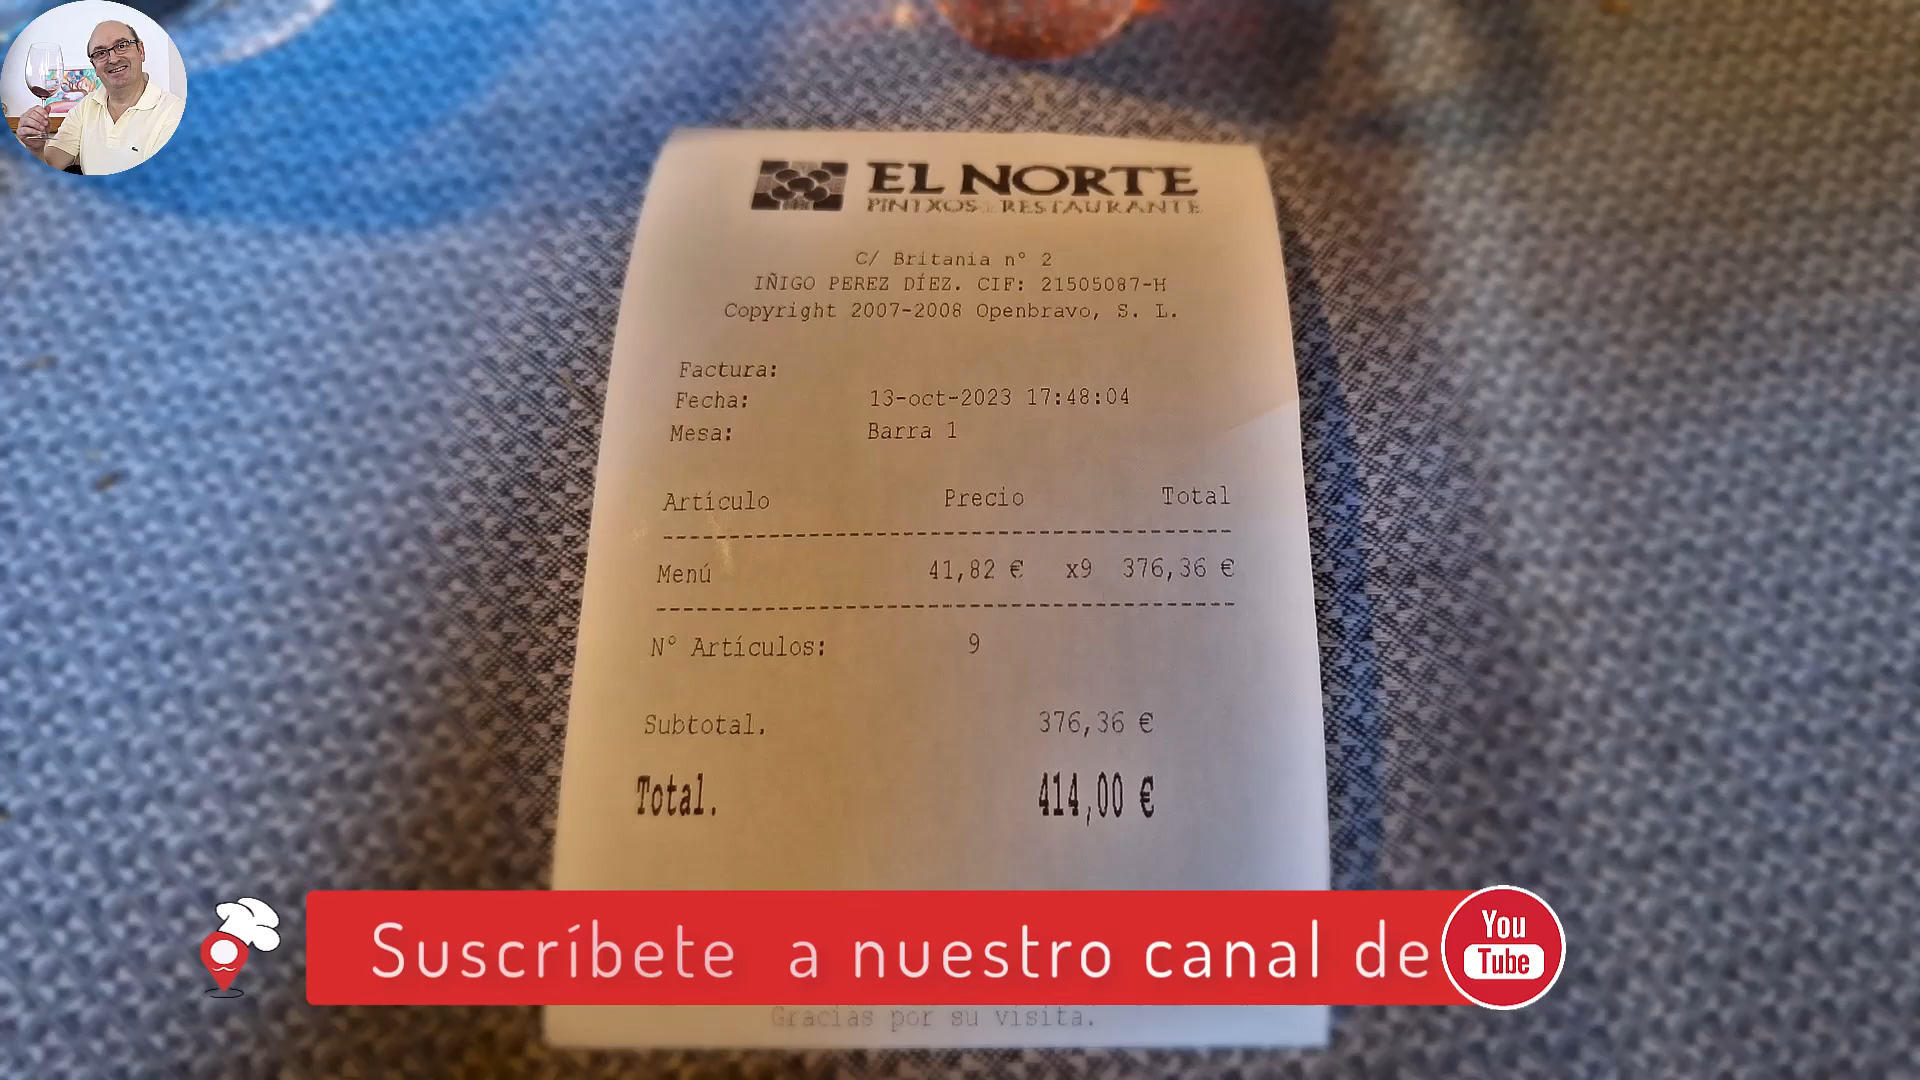 EL NORTE
PINTXOS RESTAURANTE
C/ Britania nº 2
IÑIGO PEREZ DÍEZ. CIF: 21505087-H
Copyright 2007-2008 Openbravo, S. L.
Factura:
Fecha: 13-oct-2023 17:48:04
Mesa: Barra 1
Artículo Precio Total
Menú 41,82 € x9 376,36 €
Nº Artículos: 9
Subtotal. 376,36 €
Total. 414,00 €
Suscríbete a nuestro canal de You
Tube
Gracias por su visita.